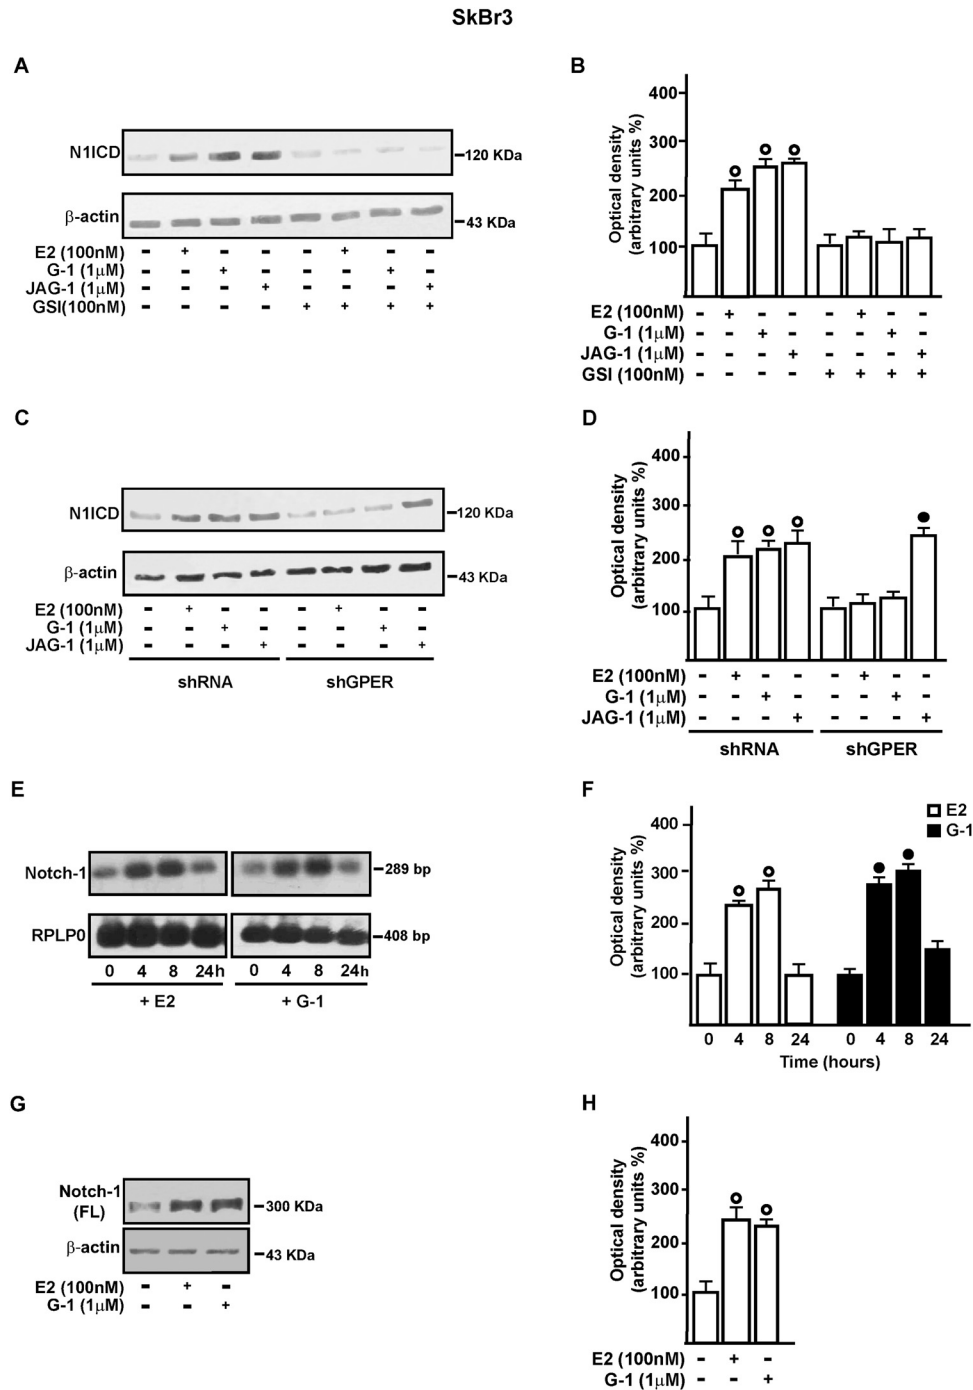 SkBr3
A
N1ICD
120 KDa
β-actin
43 KDa
E2 (100nM) - + - - - + - -
G-1 (1μM) - - + - - - + -
JAG-1 (1μM) - - - + - - - +
GSI(100nM) - - - - + + + +
B
Optical density
(arbitrary units %)
400
300
200
100
E2 (100nM) - + - - - + - -
G-1 (1μM) - - + - - - + -
JAG-1 (1μM) - - - + - - - +
GSI (100nM) - - - - + + + +
C
N1ICD
120 KDa
β-actin
43 KDa
E2 (100nM) - + - - - + - -
G-1 (1μM) - - + - - - + -
JAG-1 (1μM) - - - + - - - +
shRNA shGPER
D
Optical density
(arbitrary units %)
400
300
200
100
E2 (100nM) - + - - - + - -
G-1 (1μM) - - + - - - + -
JAG-1 (1μM) - - - + - - - +
shRNA shGPER
E
Notch-1
289 bp
RPLP0
408 bp
0 4 8 24h 0 4 8 24h
+ E2 + G-1
F
E2
G-1
Optical density
(arbitrary units %)
400
300
200
100
0 4 8 24 0 4 8 24
Time (hours)
G
Notch-1
(FL)
300 KDa
β-actin
43 KDa
E2 (100nM) - + -
G-1 (1μM) - - +
H
Optical density
(arbitrary units %)
400
300
200
100
E2 (100nM) - + -
G-1 (1μM) - - +